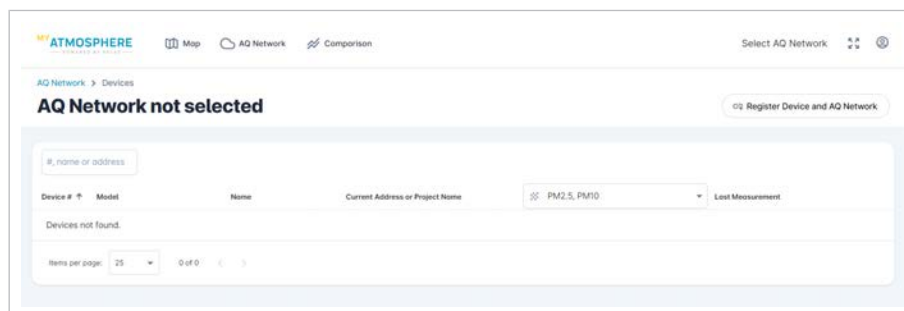 MY ATMOSPHERE
Map
AQ Network
Comparison
Select AQ Network
AQ Network > Devices
AQ Network not selected
Register Device and AQ Network
#, name or address
Device # ↑ Model Name Current Address or Project Name PM2.5, PM10 Last Measurement
Devices not found.
Items per page: 25 0 of 0 < >